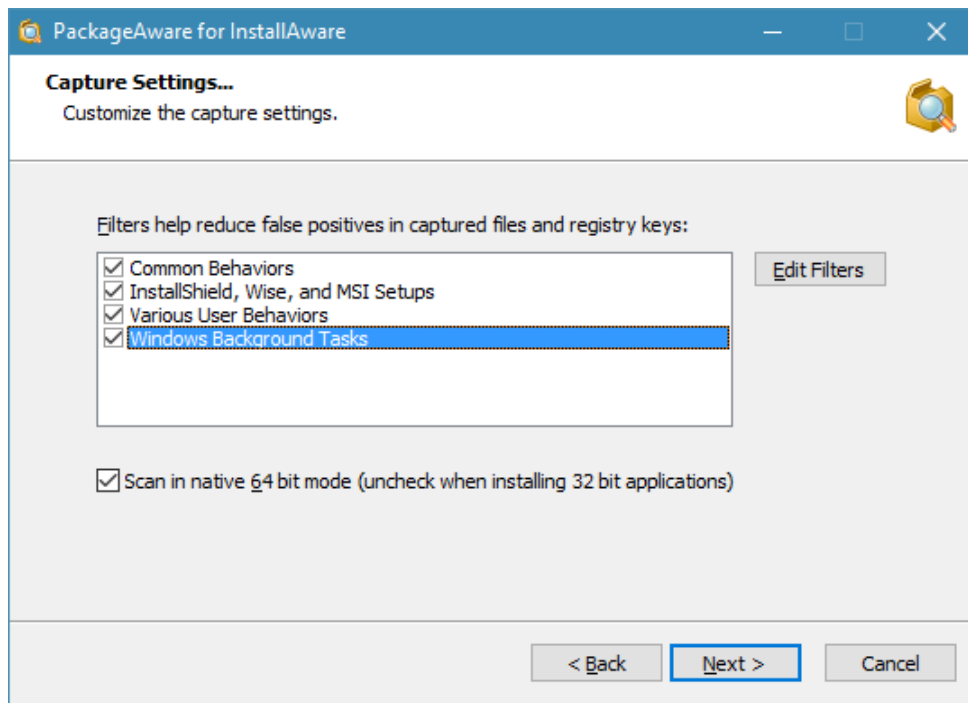 PackageAware for InstallAware
Capture Settings...
Customize the capture settings.
Filters help reduce false positives in captured files and registry keys:
Common Behaviors
Edit Filters
InstallShield, Wise, and MSI Setups
Various User Behaviors
Windows Background Tasks
Scan in native 64 bit mode (uncheck when installing 32 bit applications)
< Back
Next >
Cancel